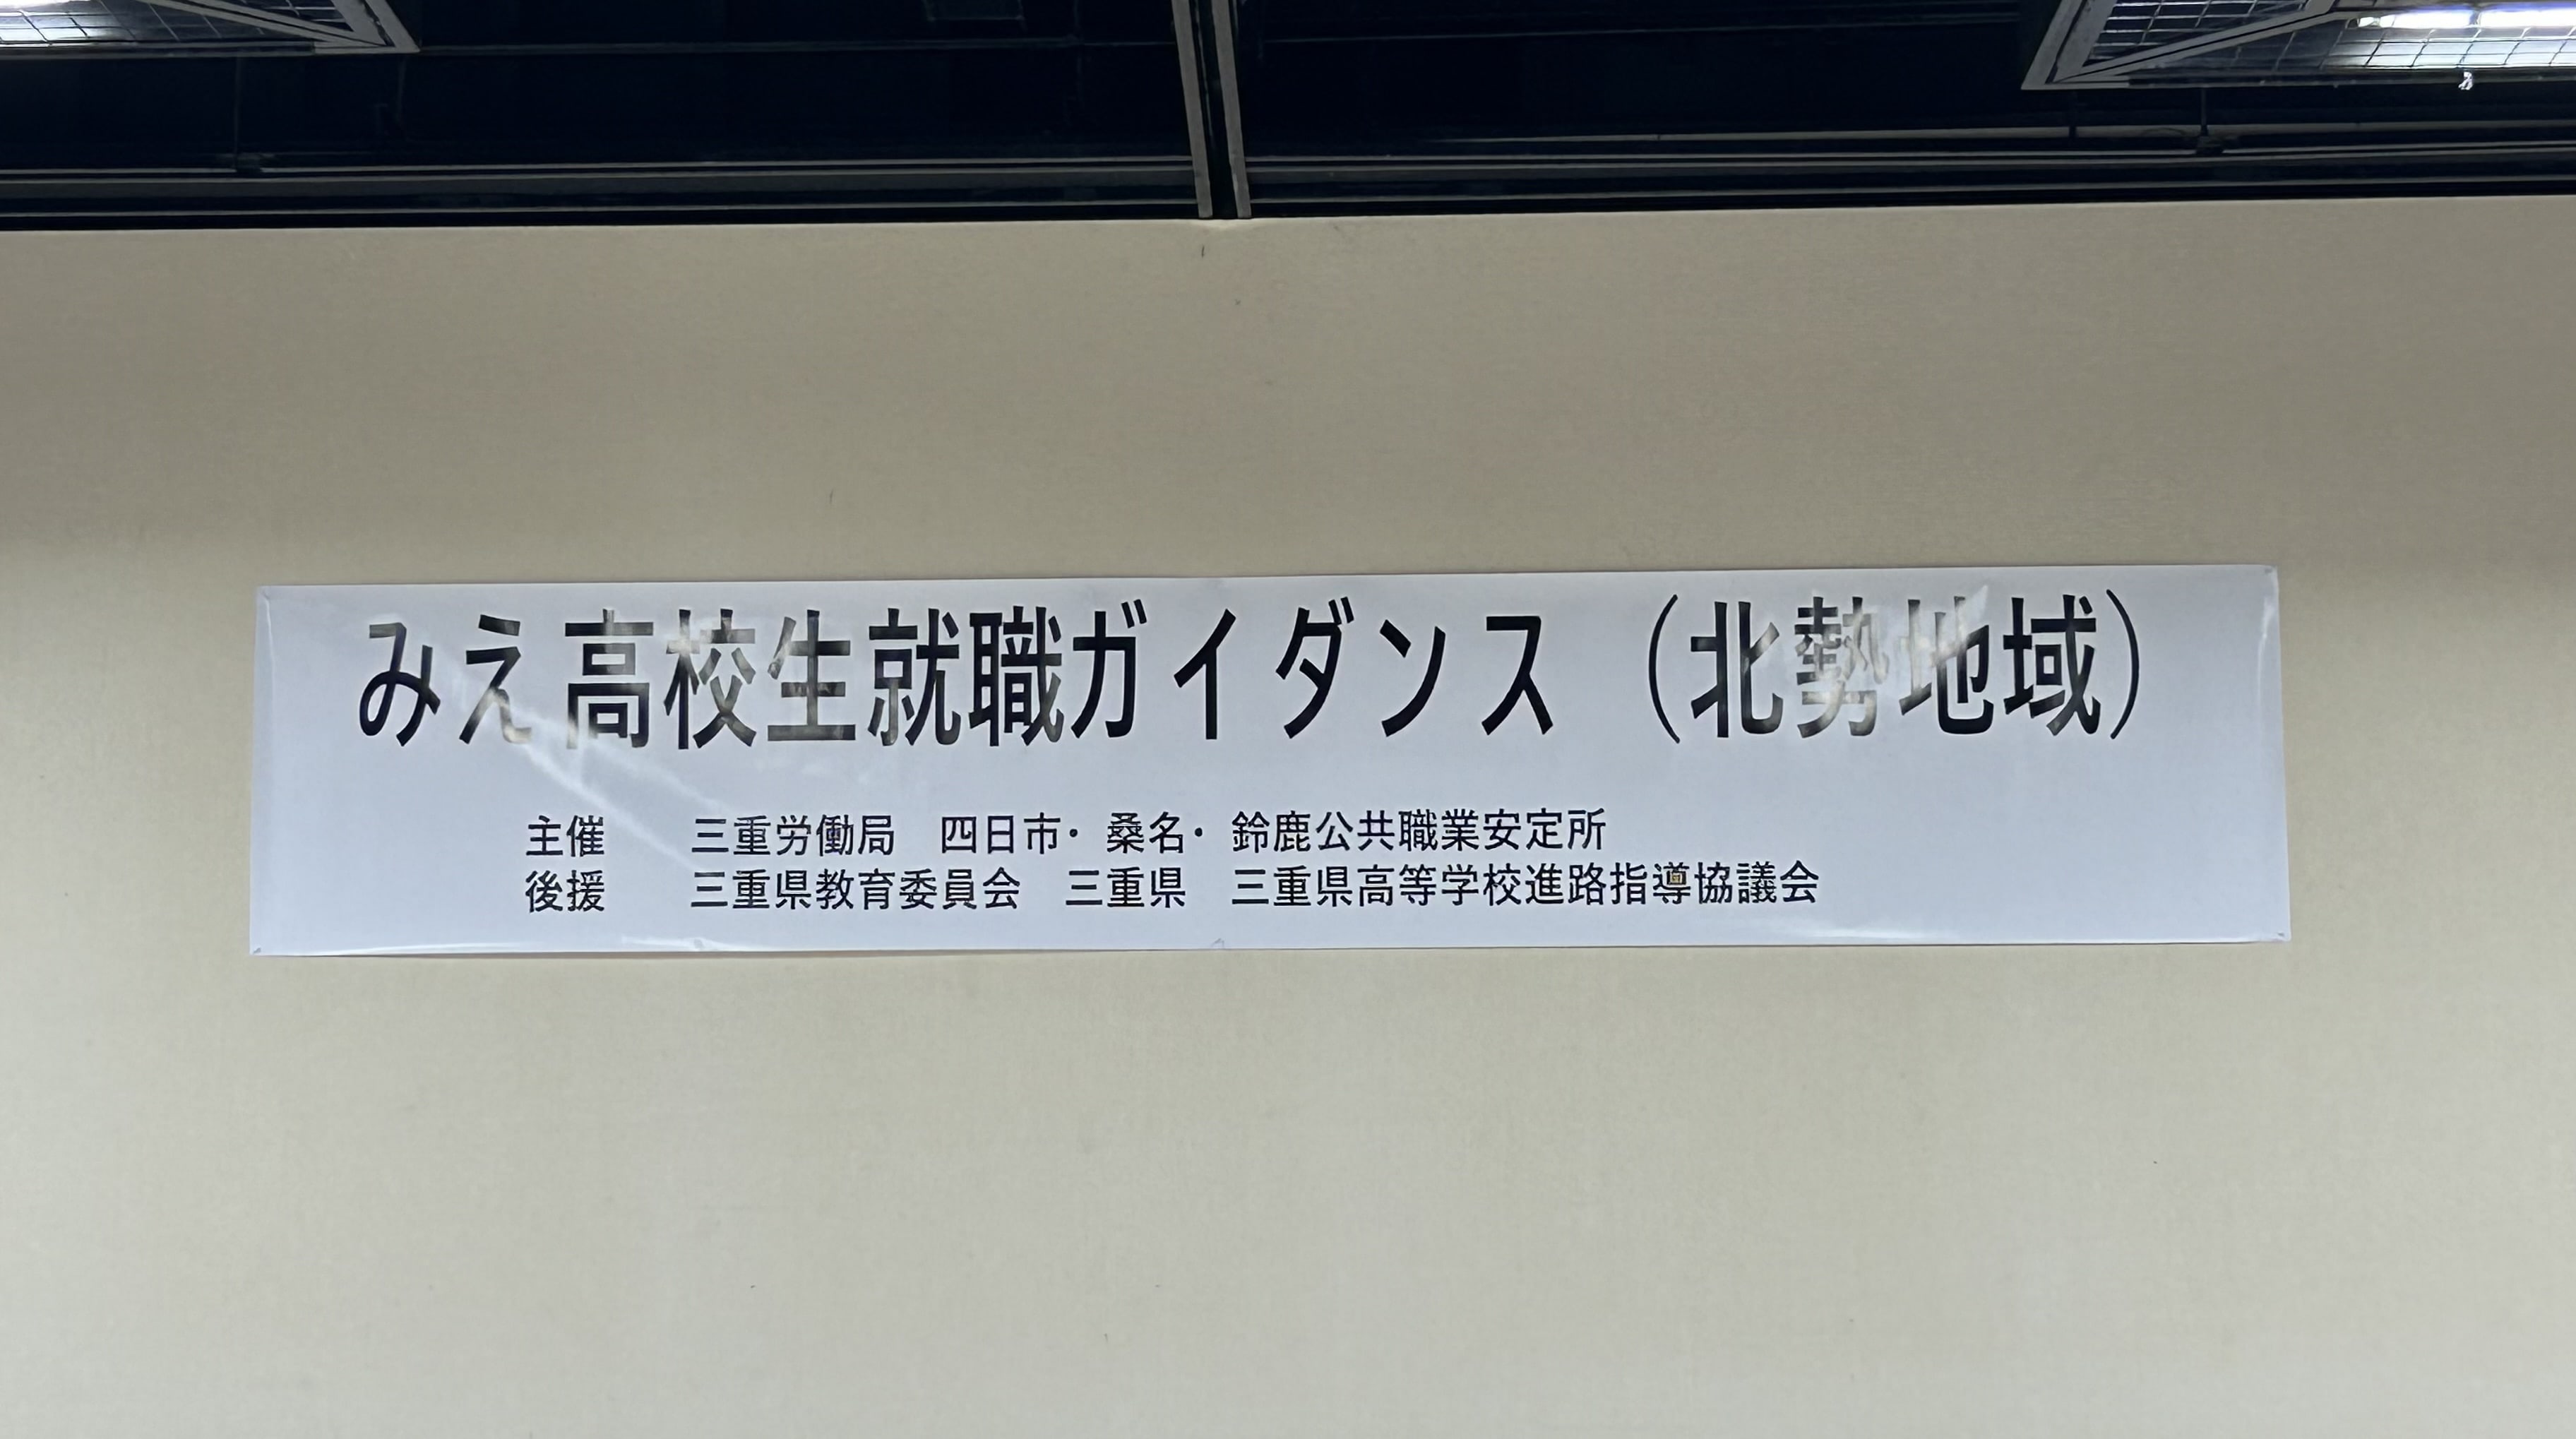 みえ高校生就職ガイダンス（北勢地域）
主催　　三重労働局　四日市・桑名・鈴鹿公共職業安定所
後援　　三重県教育委員会　三重県　三重県高等学校進路指導協議会